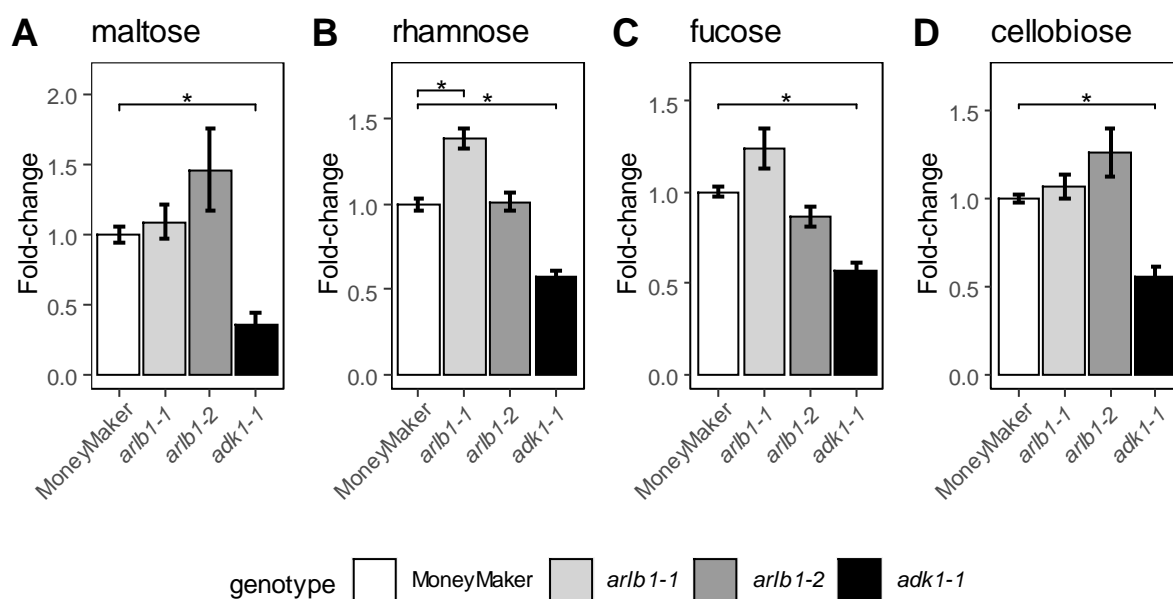 A maltose
Fold-change
2.0
1.5
1.0
0.5
0.0
*
MoneyMaker
arlb1-1
arlb1-2
adk1-1
B rhamnose
Fold-change
1.5
1.0
0.5
0.0
*
*
MoneyMaker
arlb1-1
arlb1-2
adk1-1
C fucose
Fold-change
1.5
1.0
0.5
0.0
*
MoneyMaker
arlb1-1
arlb1-2
adk1-1
D cellobiose
Fold-change
1.5
1.0
0.5
0.0
*
MoneyMaker
arlb1-1
arlb1-2
adk1-1
genotype MoneyMaker arlb1-1 arlb1-2 adk1-1